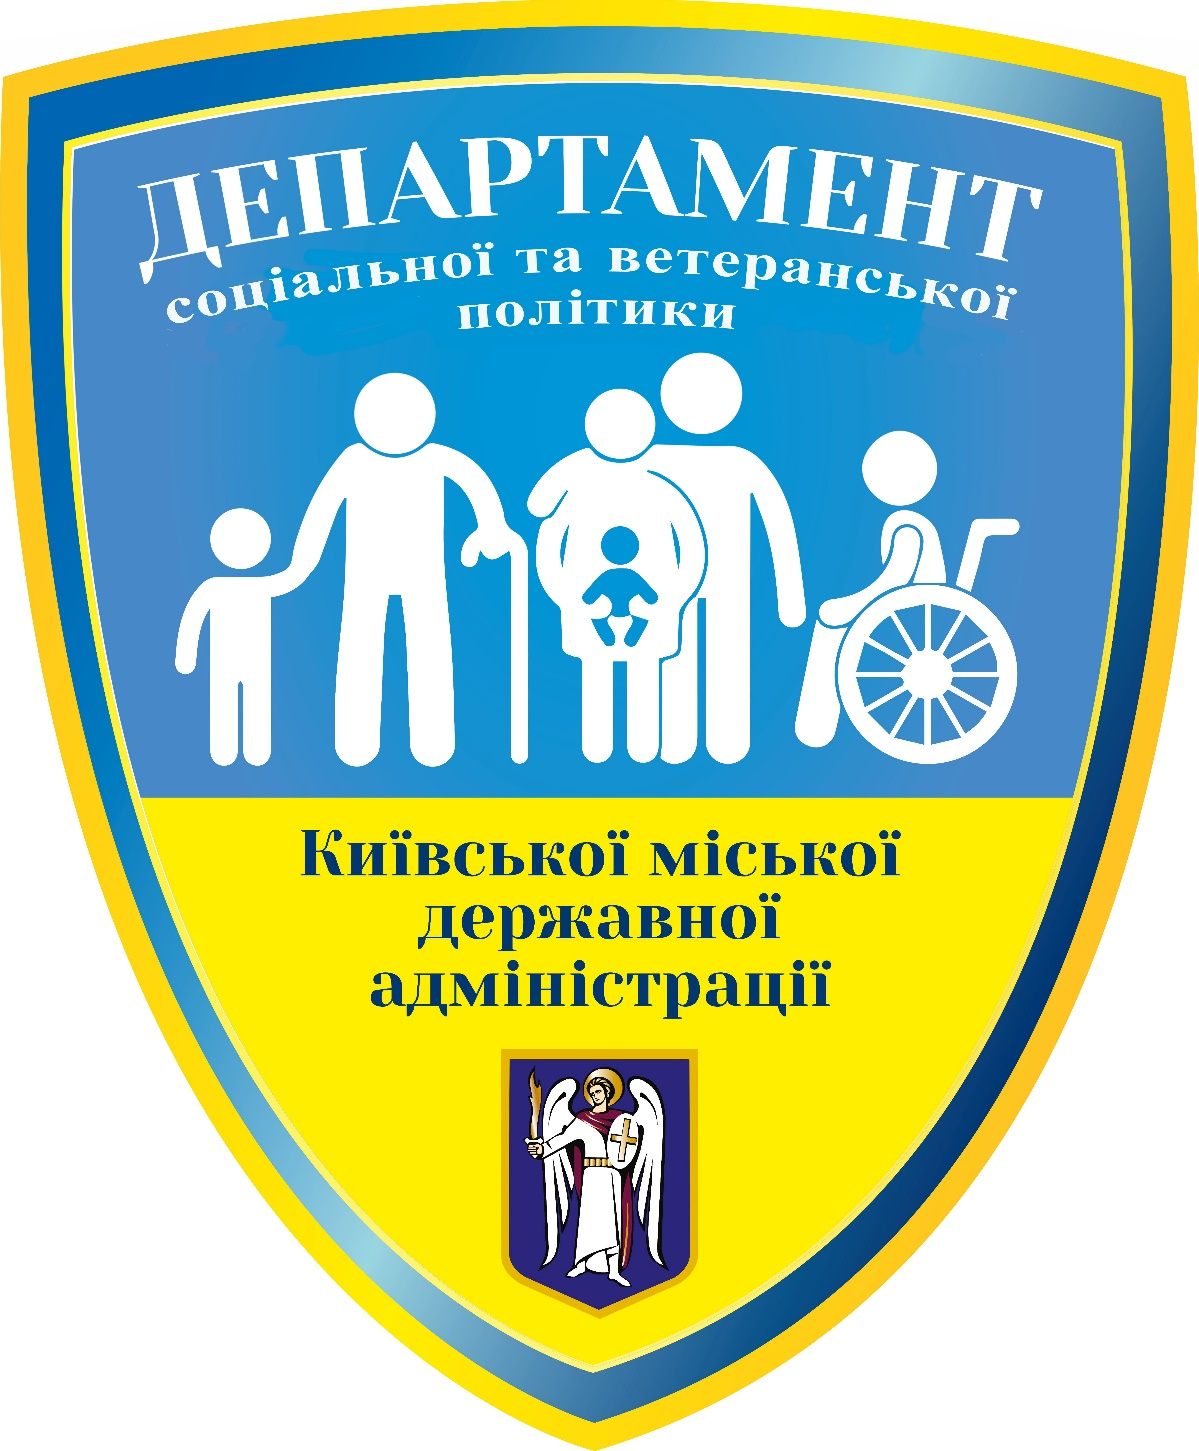 ДЕПАРТАМЕНТ
соціальної та ветеранської
політики
Київської міської
державної
адміністрації